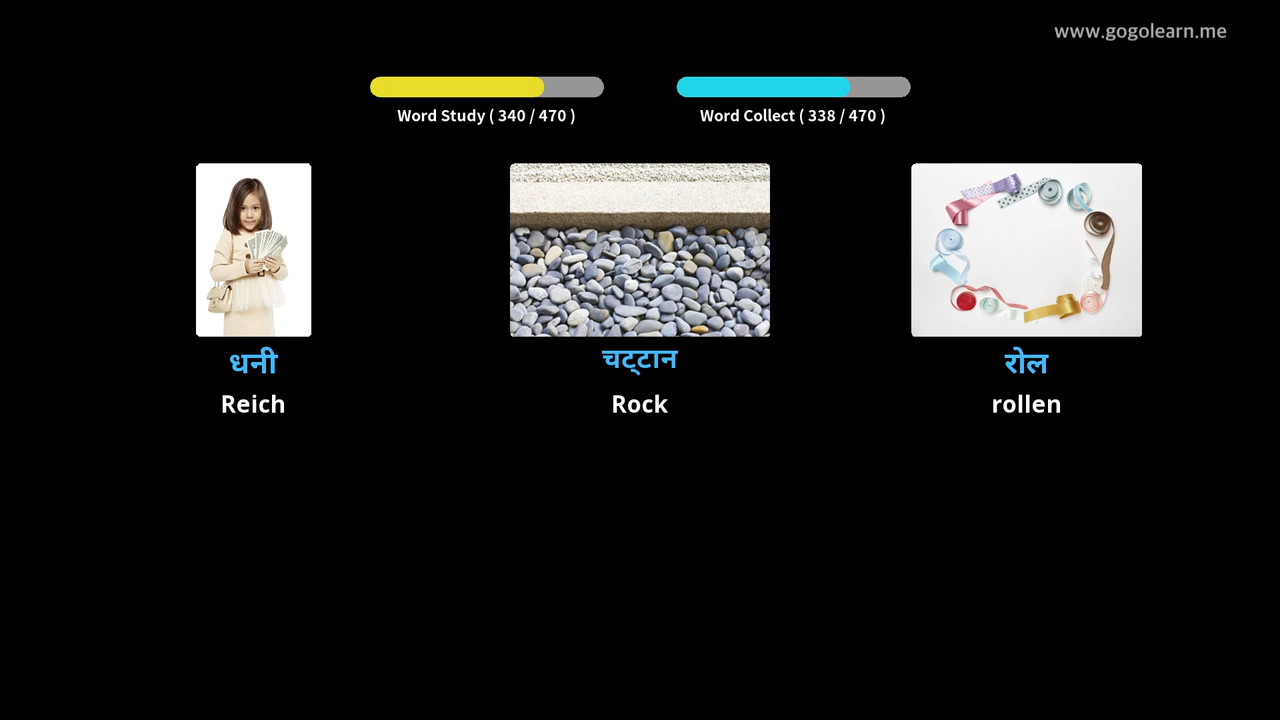 www.gogolearn.me
Word Study ( 340 / 470 )
Word Collect ( 338 / 470 )
धनी
चट्टान
रोल
Reich
Rock
rollen